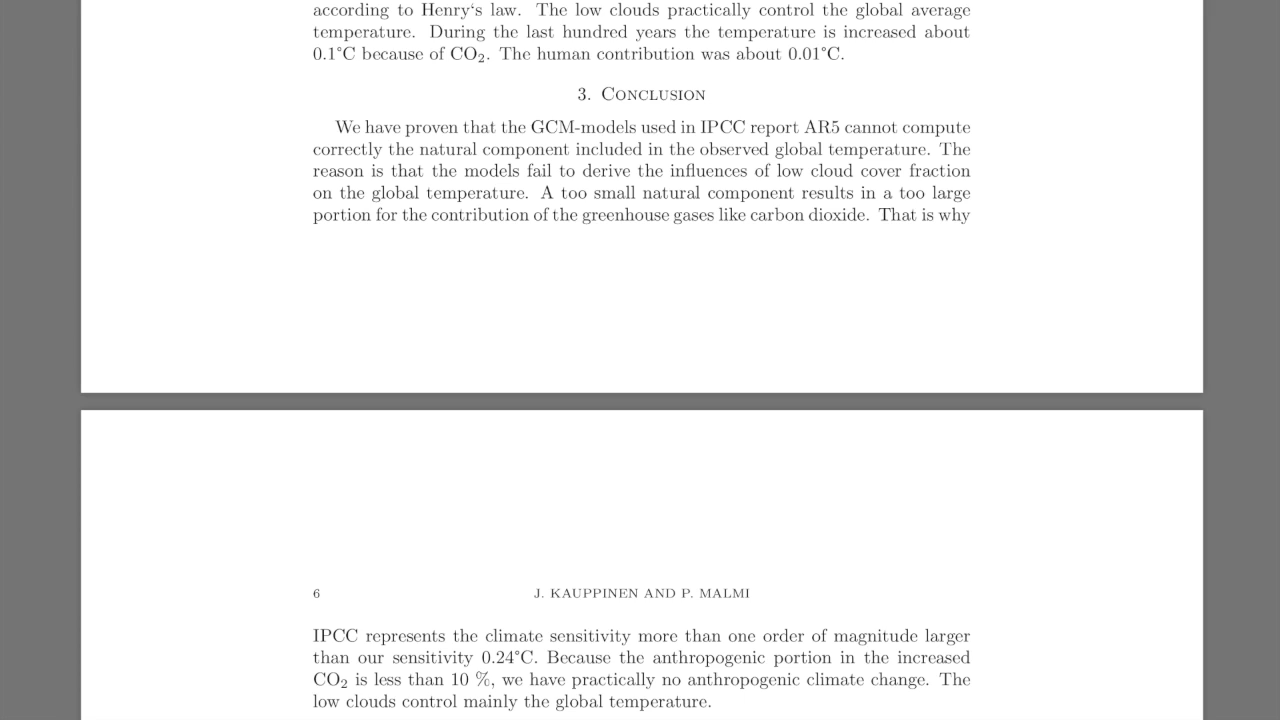 according to Henry‘s law. The low clouds practically control the global average
temperature. During the last hundred years the temperature is increased about
0.1°C because of CO₂. The human contribution was about 0.01°C.
3. Conclusion
We have proven that the GCM-models used in IPCC report AR5 cannot compute
correctly the natural component included in the observed global temperature. The
reason is that the models fail to derive the influences of low cloud cover fraction
on the global temperature. A too small natural component results in a too large
portion for the contribution of the greenhouse gases like carbon dioxide. That is why
6 J. KAUPPINEN AND P. MALMI
IPCC represents the climate sensitivity more than one order of magnitude larger
than our sensitivity 0.24°C. Because the anthropogenic portion in the increased
CO₂ is less than 10 %, we have practically no anthropogenic climate change. The
low clouds control mainly the global temperature.